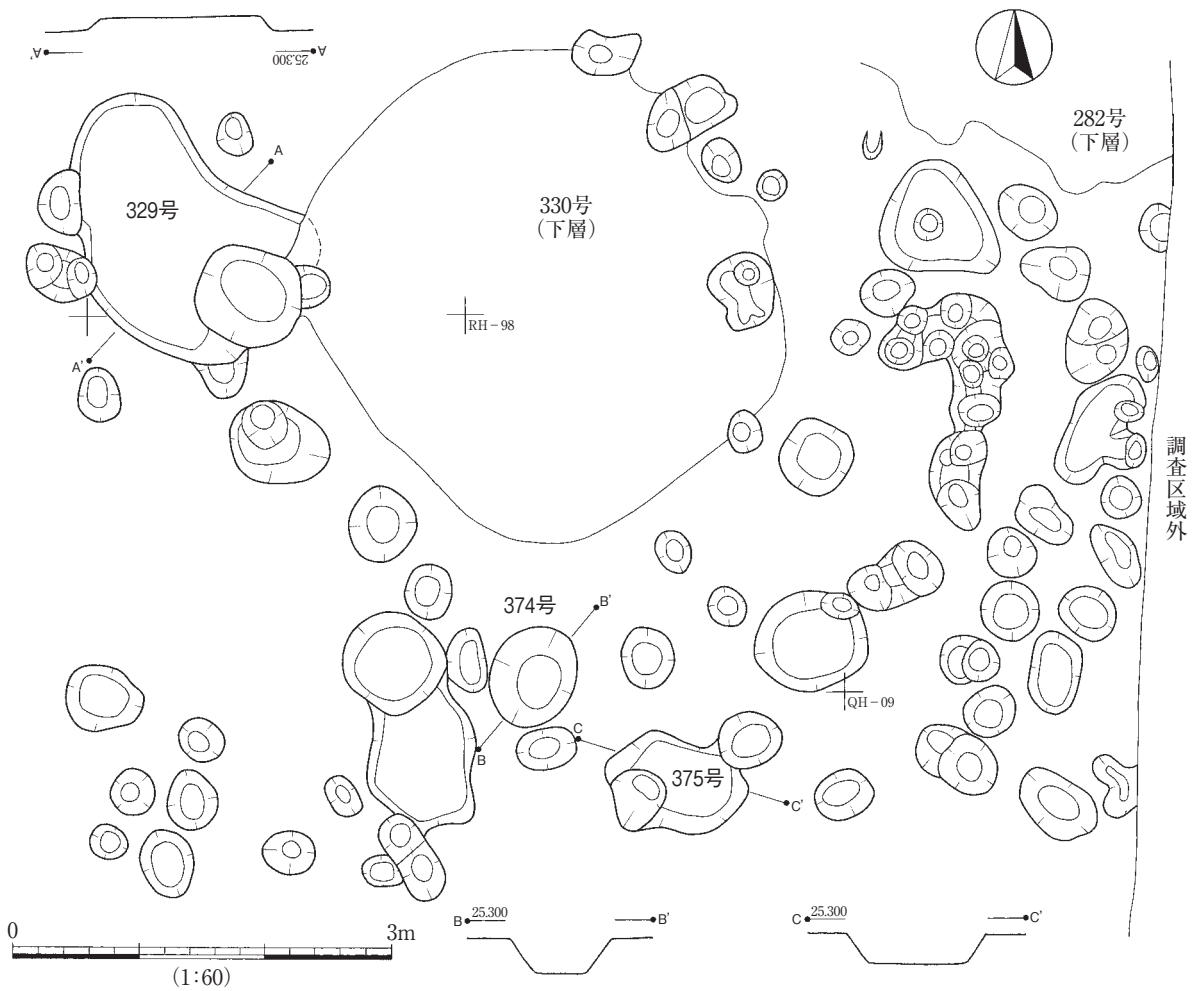 A'
25.300
A
282号
(下層)
A
329号
330号
(下層)
RH-98
A'
調査区域外
374号
B'
QH-09
C
B
375号
C'
B
25.300
B'
C
25.300
C'
0
3m
(1:60)